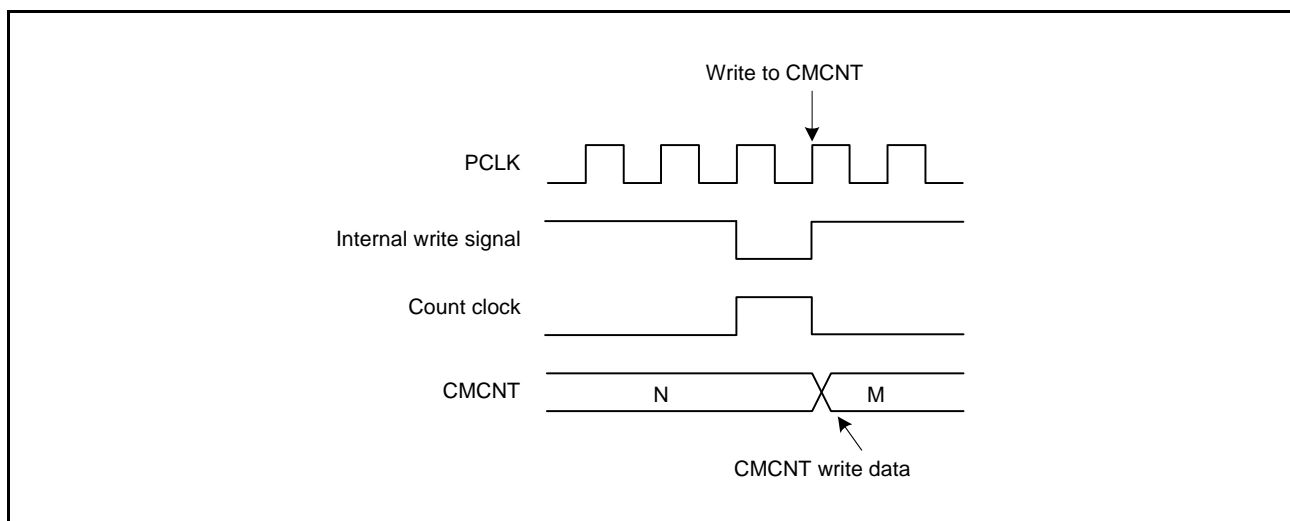 Write to CMCNT
PCLK
Internal write signal
Count clock
CMCNT
N
M
CMCNT write data